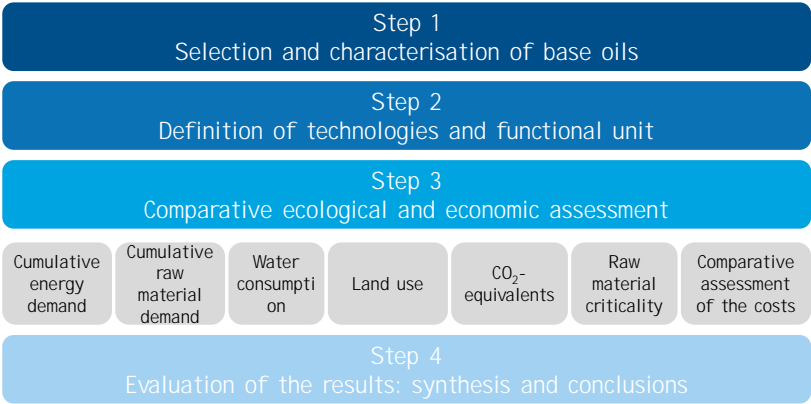 Step 1
Selection and characterisation of base oils
Step 2
Definition of technologies and functional unit
Step 3
Comparative ecological and economic assessment
Cumulative
energy
demand
Cumulative
raw
material
demand
Water
consumpti
on
Land use
CO₂-
equivalents
Raw
material
criticality
Comparative
assessment
of the costs
Step 4
Evaluation of the results: synthesis and conclusions